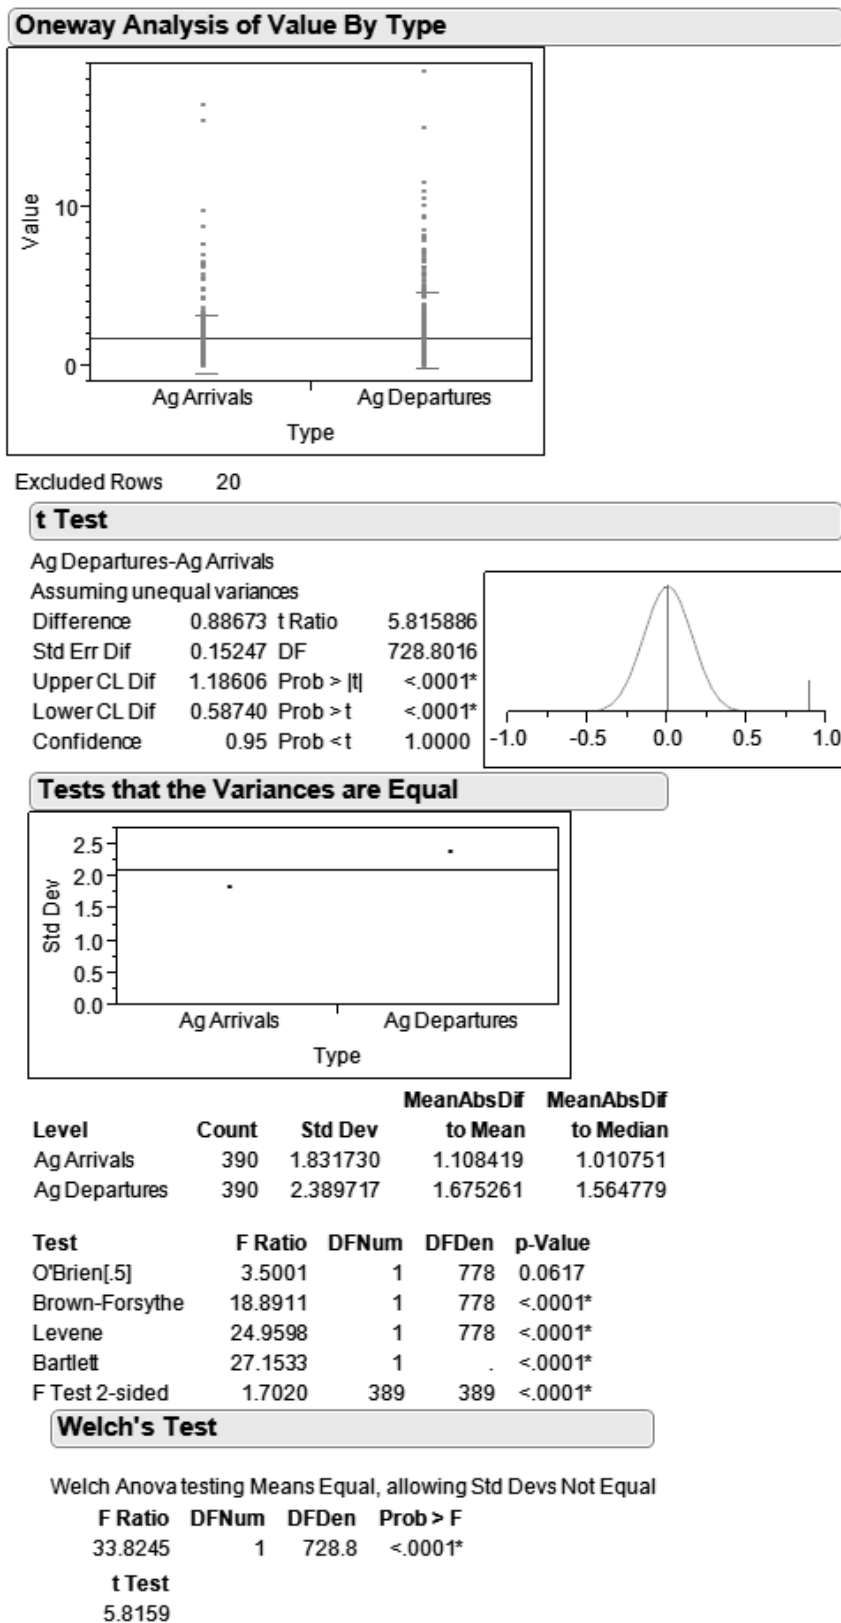 Oneway Analysis of Value By Type
10
0
Value
Ag Arrivals Ag Departures
Type
Excluded Rows 20
t Test
Ag Departures-Ag Arrivals
Assuming unequal variances
Difference 0.88673 t Ratio 5.815886
Std Err Dif 0.15247 DF 728.8016
Upper CL Dif 1.18606 Prob > |t| <.0001*
Lower CL Dif 0.58740 Prob > t <.0001*
Confidence 0.95 Prob < t 1.0000
-1.0 -0.5 0.0 0.5 1.0
Tests that the Variances are Equal
2.5
2.0
1.5
1.0
0.5
0.0
Std Dev
Ag Arrivals Ag Departures
Type
MeanAbsDif MeanAbsDif
Level Count Std Dev to Mean to Median
Ag Arrivals 390 1.831730 1.108419 1.010751
Ag Departures 390 2.389717 1.675261 1.564779
Test F Ratio DFNum DFDen p-Value
O'Brien[.5] 3.5001 1 778 0.0617
Brown-Forsythe 18.8911 1 778 <.0001*
Levene 24.9598 1 778 <.0001*
Bartlett 27.1533 1 . <.0001*
F Test 2-sided 1.7020 389 389 <.0001*
Welch's Test
Welch Anova testing Means Equal, allowing Std Devs Not Equal
F Ratio DFNum DFDen Prob > F
33.8245 1 728.8 <.0001*
t Test
5.8159